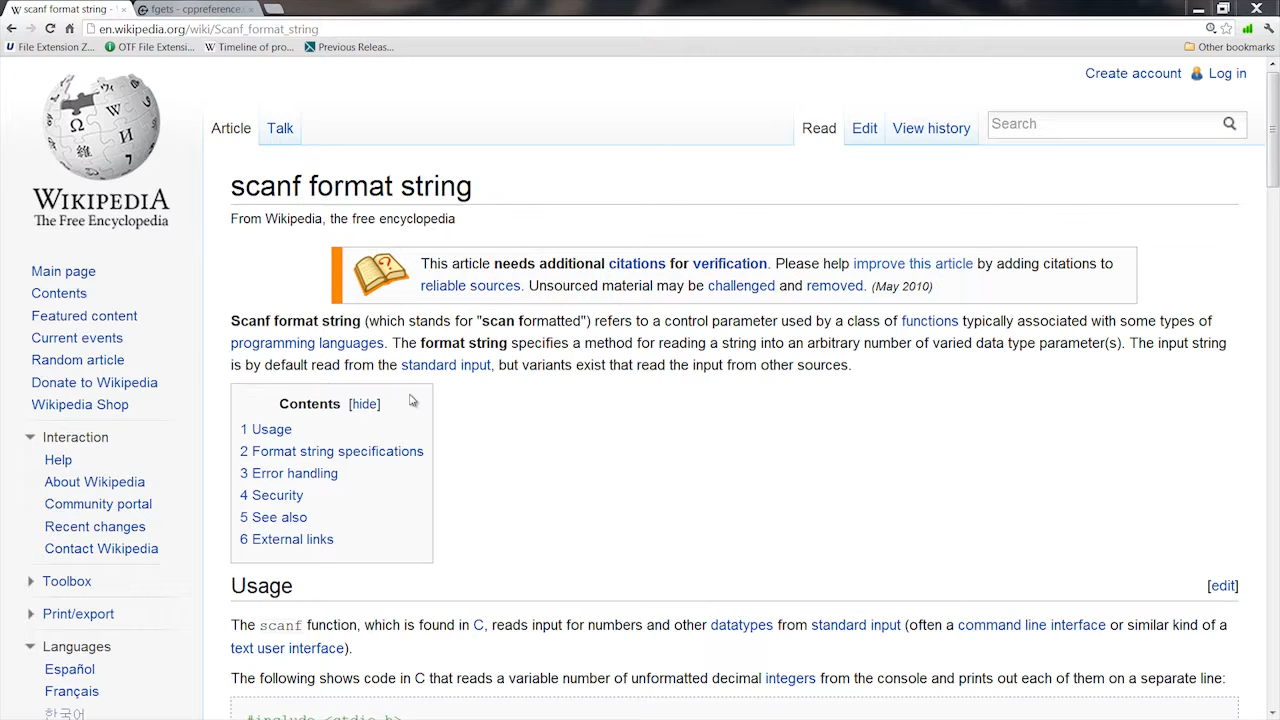 scanf format string -
fgets - cppreference
en.wikipedia.org/wiki/Scanf_format_string
File Extension Z... OTF File Extensi... Timeline of pro... Previous Releas... Other bookmarks
Create account Log in
Article Talk Read Edit View history Search
WIKIPEDIA
The Free Encyclopedia
Main page
Contents
Featured content
Current events
Random article
Donate to Wikipedia
Wikipedia Shop
Interaction
Help
About Wikipedia
Community portal
Recent changes
Contact Wikipedia
Toolbox
Print/export
Languages
Español
Français
한국어
scanf format string
From Wikipedia, the free encyclopedia
This article needs additional citations for verification. Please help improve this article by adding citations to
reliable sources. Unsourced material may be challenged and removed. (May 2010)
Scanf format string (which stands for "scan formatted") refers to a control parameter used by a class of functions typically associated with some types of
programming languages. The format string specifies a method for reading a string into an arbitrary number of varied data type parameter(s). The input string
is by default read from the standard input, but variants exist that read the input from other sources.
Contents [hide]
1 Usage
2 Format string specifications
3 Error handling
4 Security
5 See also
6 External links
Usage [edit]
The scanf function, which is found in C, reads input for numbers and other datatypes from standard input (often a command line interface or similar kind of a
text user interface).
The following shows code in C that reads a variable number of unformatted decimal integers from the console and prints out each of them on a separate line:
#include <stdio.h>